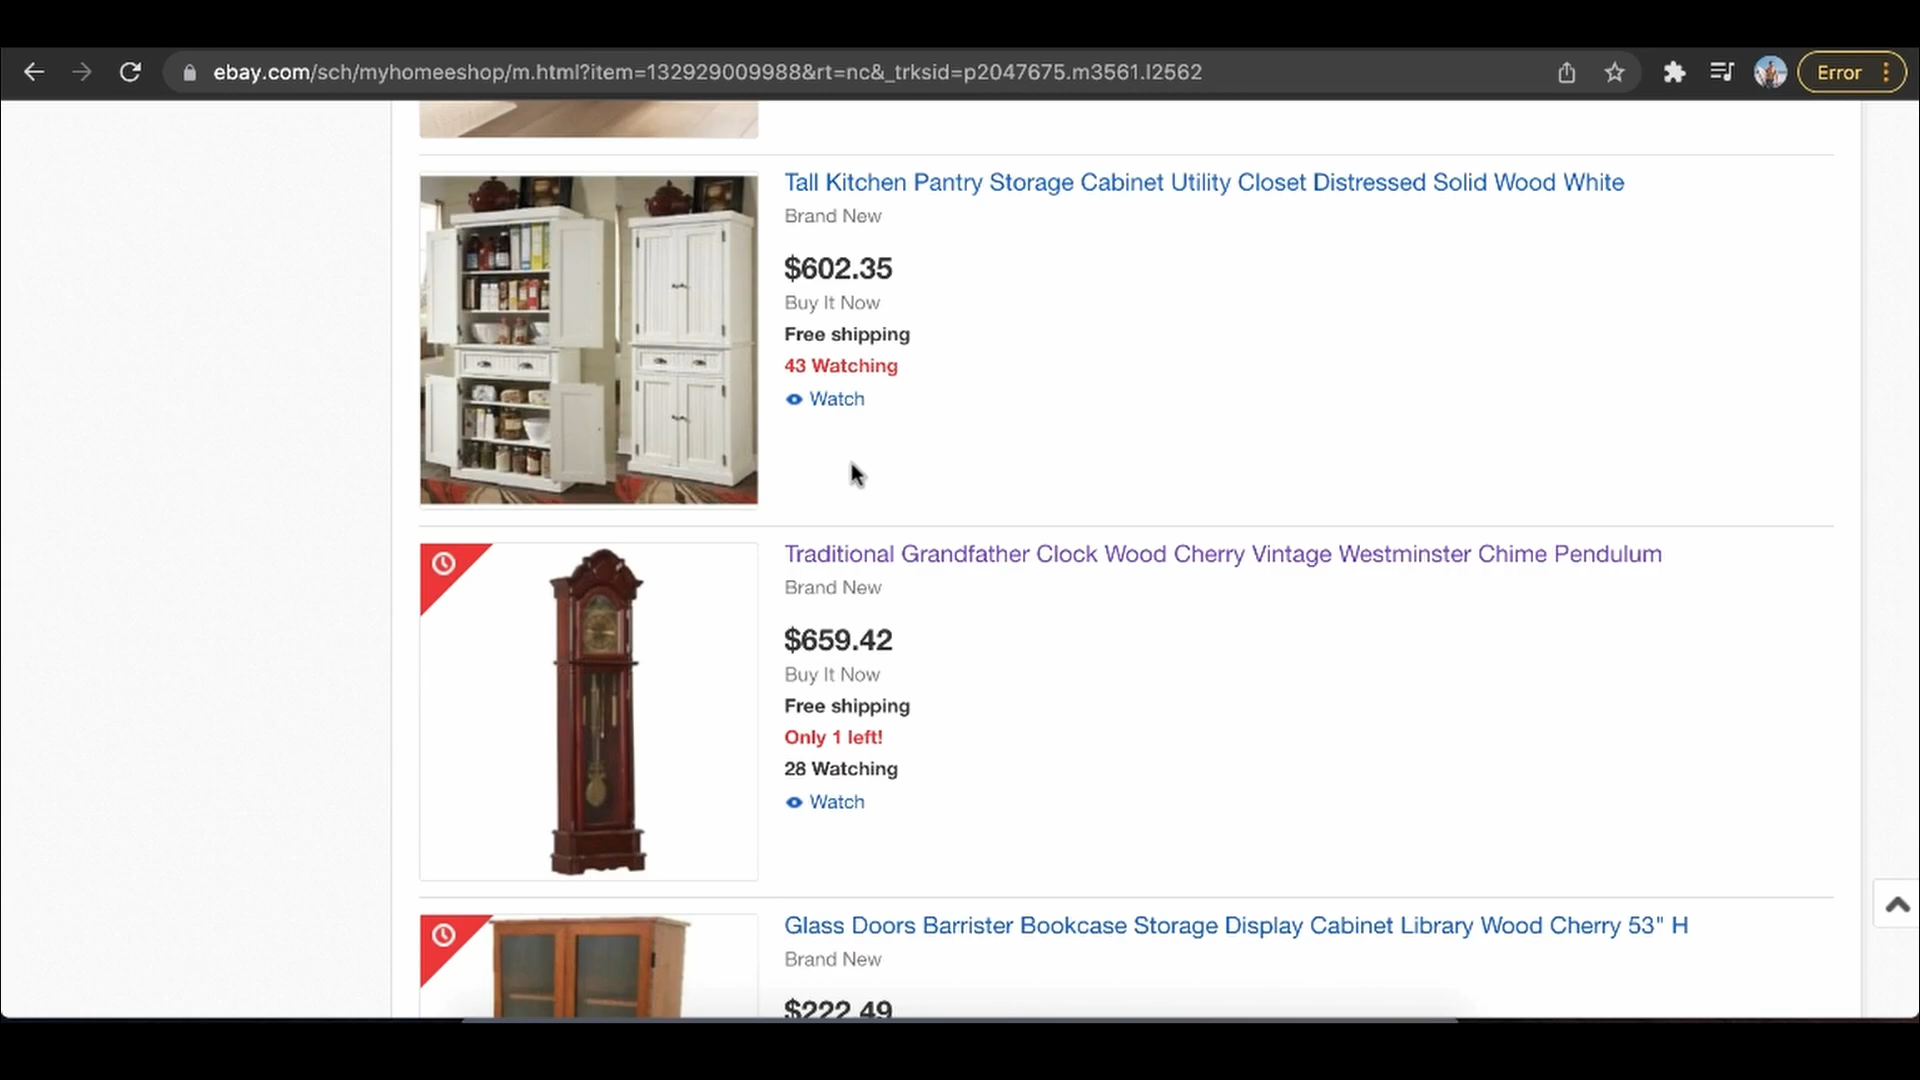 ebay.com/sch/myhomeeshop/m.html?item=132929009988&rt=nc&_trksid=p2047675.m3561.l2562
Error
Tall Kitchen Pantry Storage Cabinet Utility Closet Distressed Solid Wood White
Brand New
$602.35
Buy It Now
Free shipping
43 Watching
Watch
Traditional Grandfather Clock Wood Cherry Vintage Westminster Chime Pendulum
Brand New
$659.42
Buy It Now
Free shipping
Only 1 left!
28 Watching
Watch
Glass Doors Barrister Bookcase Storage Display Cabinet Library Wood Cherry 53" H
Brand New
$222.49